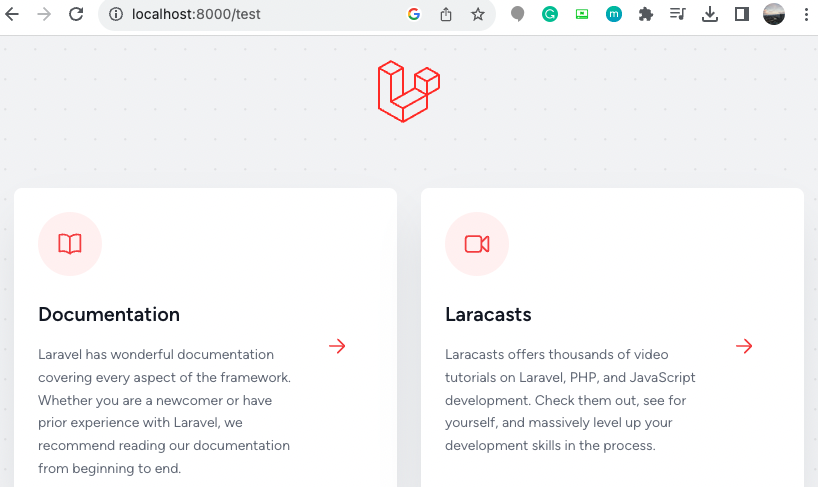 localhost:8000/test
Documentation
Laravel has wonderful documentation
covering every aspect of the framework.
Whether you are a newcomer or have
prior experience with Laravel, we
recommend reading our documentation
from beginning to end.
Laracasts
Laracasts offers thousands of video
tutorials on Laravel, PHP, and JavaScript
development. Check them out, see for
yourself, and massively level up your
development skills in the process.